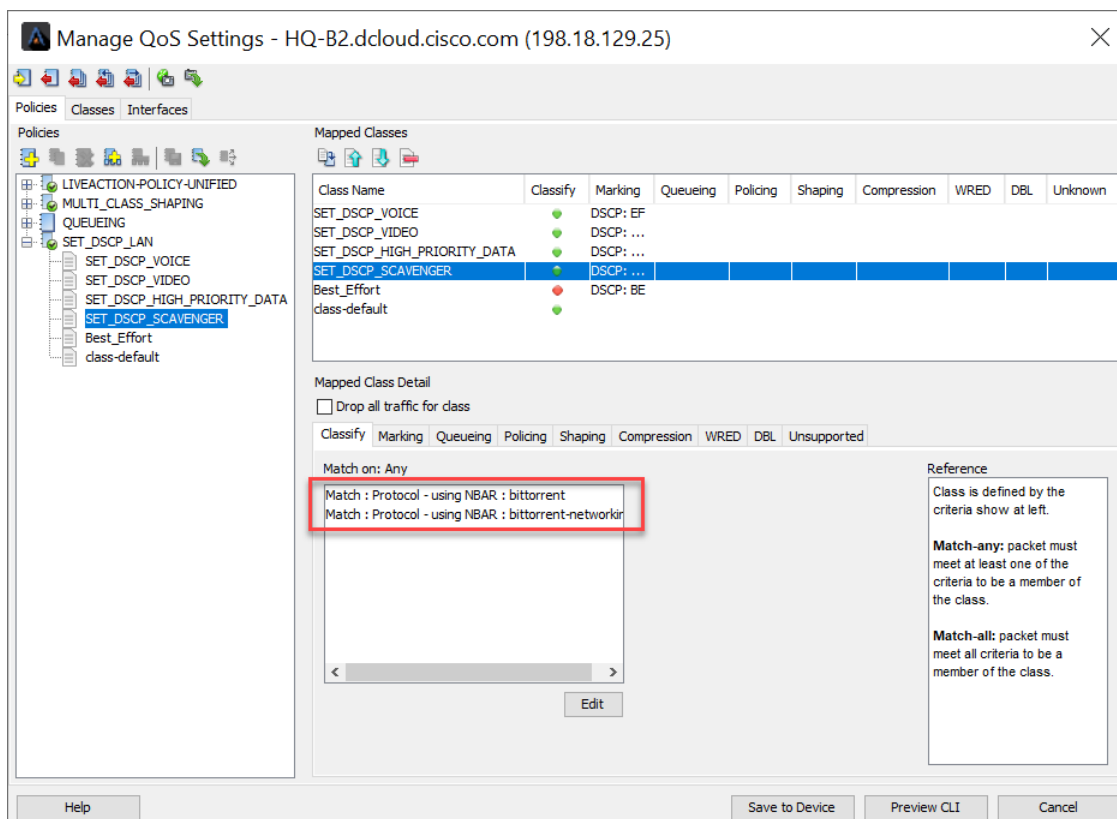 Manage QoS Settings - HQ-B2.dcloud.cisco.com (198.18.129.25)
Policies Classes Interfaces
Policies
LIVEACTION-POLICY-UNIFIED
MULTI_CLASS_SHAPING
QUEUEING
SET_DSCP_LAN
SET_DSCP_VOICE
SET_DSCP_VIDEO
SET_DSCP_HIGH_PRIORITY_DATA
SET_DSCP_SCAVENGER
Best_Effort
class-default
Mapped Classes
Class Name Classify Marking Queueing Policing Shaping Compression WRED DBL Unknown
SET_DSCP_VOICE DSCP: EF
SET_DSCP_VIDEO DSCP: ...
SET_DSCP_HIGH_PRIORITY_DATA DSCP: ...
SET_DSCP_SCAVENGER DSCP: ...
Best_Effort DSCP: BE
class-default
Mapped Class Detail
Drop all traffic for class
Classify Marking Queueing Policing Shaping Compression WRED DBL Unsupported
Match on: Any
Match : Protocol - using NBAR : bittorrent
Match : Protocol - using NBAR : bittorrent-networkin
Edit
Reference
Class is defined by the
criteria show at left.
Match-any: packet must
meet at least one of the
criteria to be a member of
the class.
Match-all: packet must
meet all criteria to be a
member of the class.
Help Save to Device Preview CLI Cancel